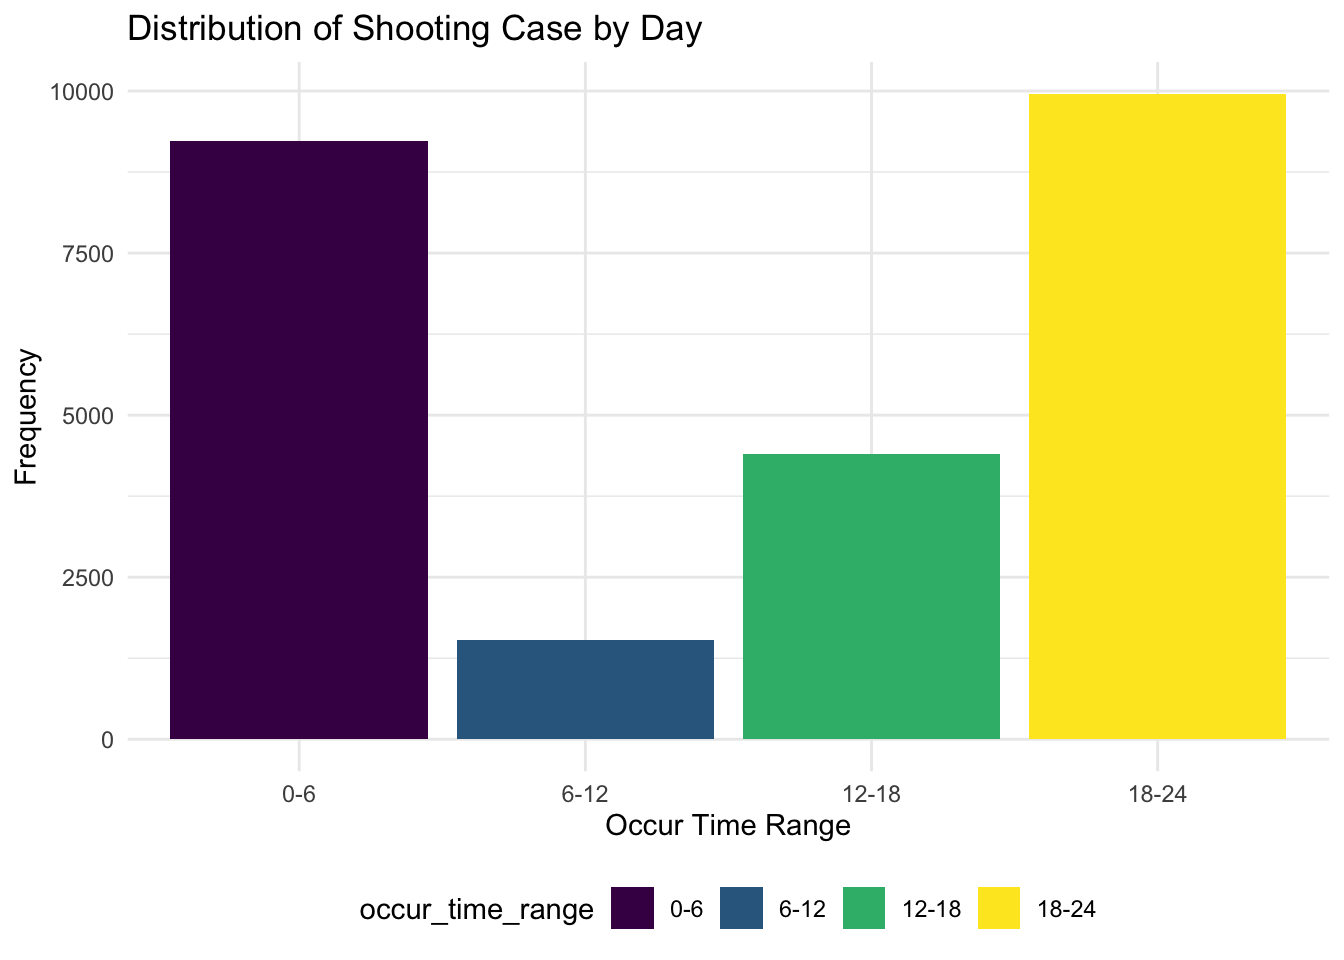 Distribution of Shooting Case by Day
10000
7500
5000
2500
0
Frequency
0-6 6-12 12-18 18-24
Occur Time Range
occur_time_range 0-6 6-12 12-18 18-24